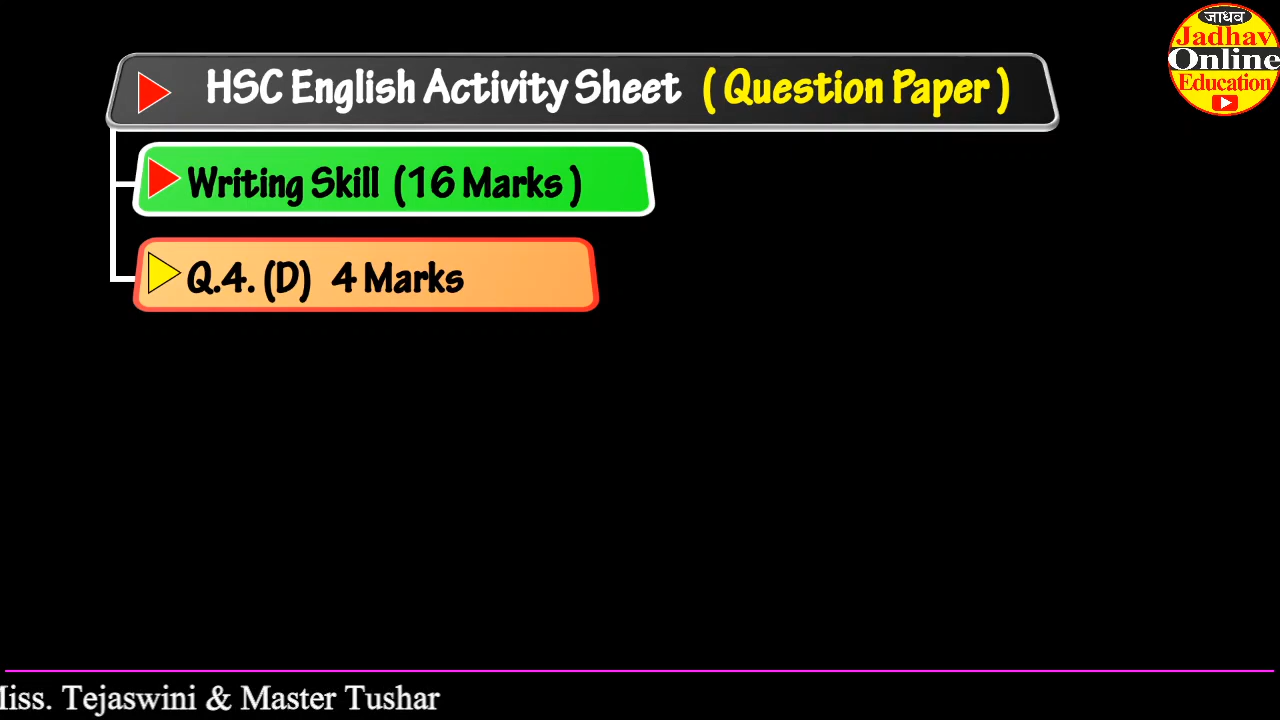 HSC English Activity Sheet ( Question Paper )
Writing Skill (16 Marks )
Q.4. (D) 4 Marks
जाधव
Jadhav
Online
Education
Miss. Tejaswini & Master Tushar